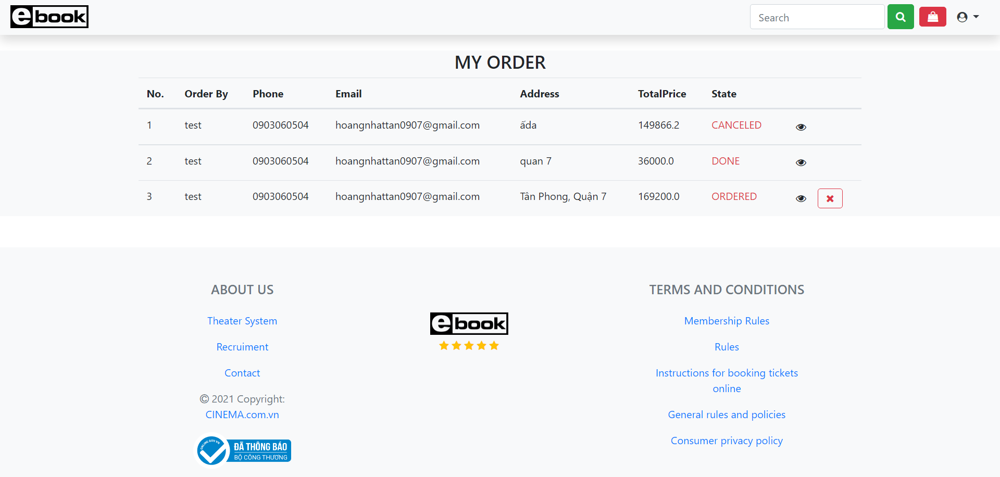 ebook
Search
MY ORDER
No. Order By Phone Email Address TotalPrice State
1 test 0903060504 hoangnhattan0907@gmail.com ấda 149866.2 CANCELED
2 test 0903060504 hoangnhattan0907@gmail.com quan 7 36000.0 DONE
3 test 0903060504 hoangnhattan0907@gmail.com Tân Phong, Quận 7 169200.0 ORDERED
ABOUT US
Theater System
Recruiment
Contact
© 2021 Copyright:
CINEMA.com.vn
ONLINE.GOV.VN
ĐÃ THÔNG BÁO
BỘ CÔNG THƯƠNG
ebook
TERMS AND CONDITIONS
Membership Rules
Rules
Instructions for booking tickets
online
General rules and policies
Consumer privacy policy